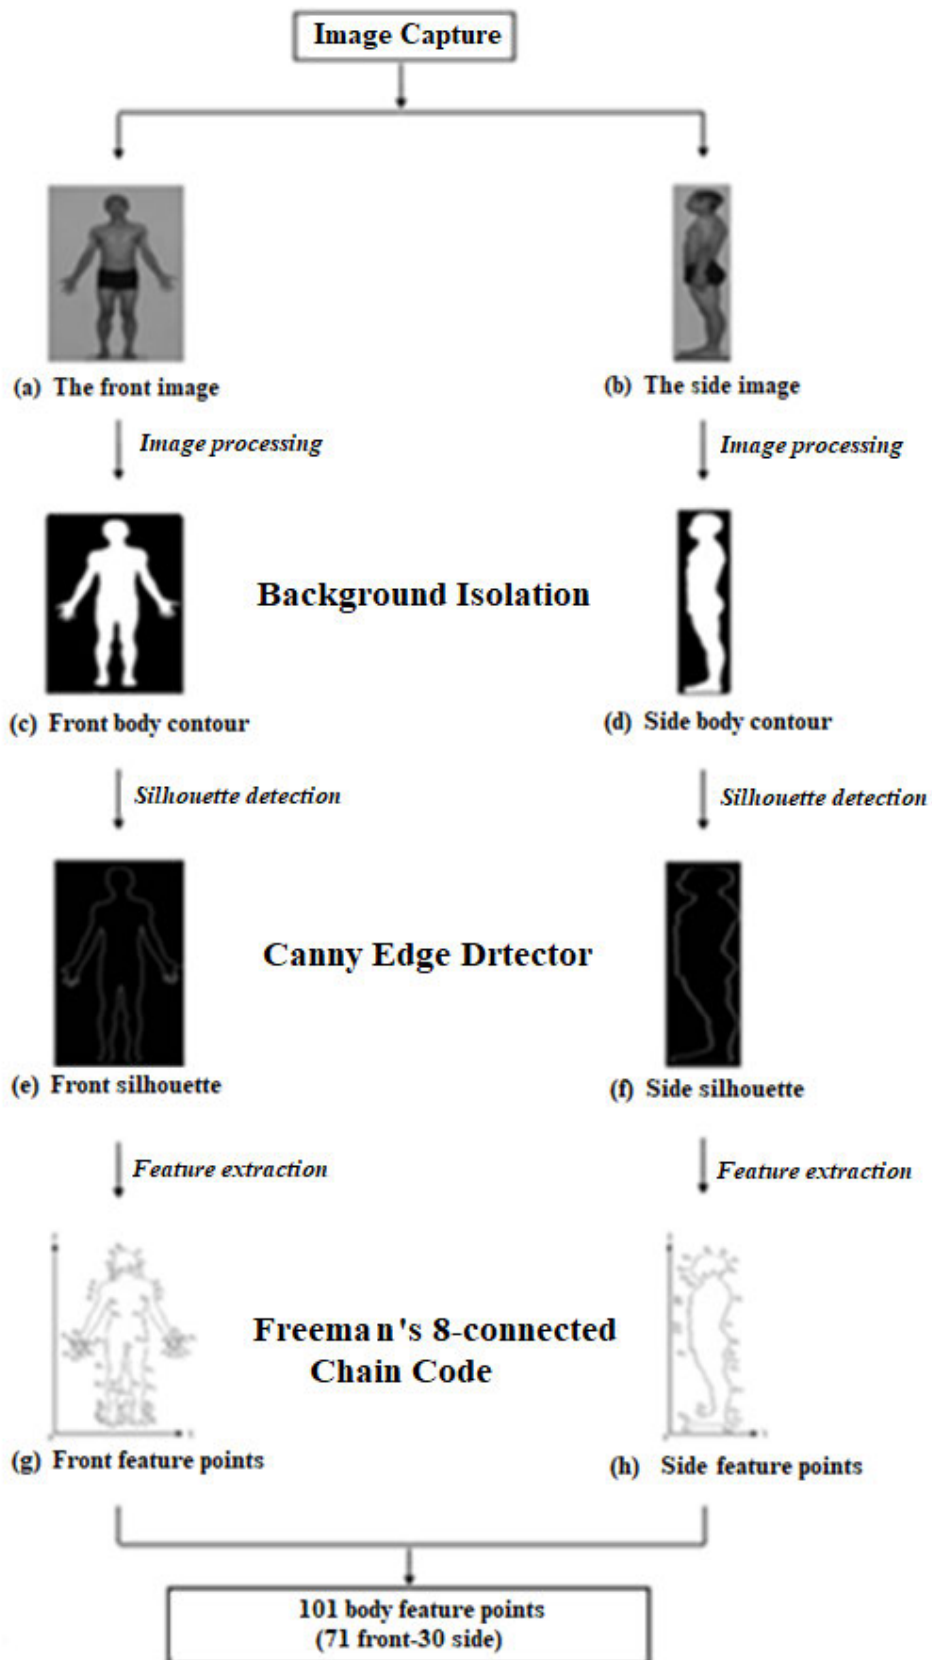 Image Capture
(a) The front image
(b) The side image
Image processing
Image processing
Background Isolation
(c) Front body contour
(d) Side body contour
Silhouette detection
Silhouette detection
Canny Edge Drtector
(e) Front silhouette
(f) Side silhouette
Feature extraction
Feature extraction
Freeman's 8-connected
Chain Code
(g) Front feature points
(h) Side feature points
101 body feature points
(71 front-30 side)